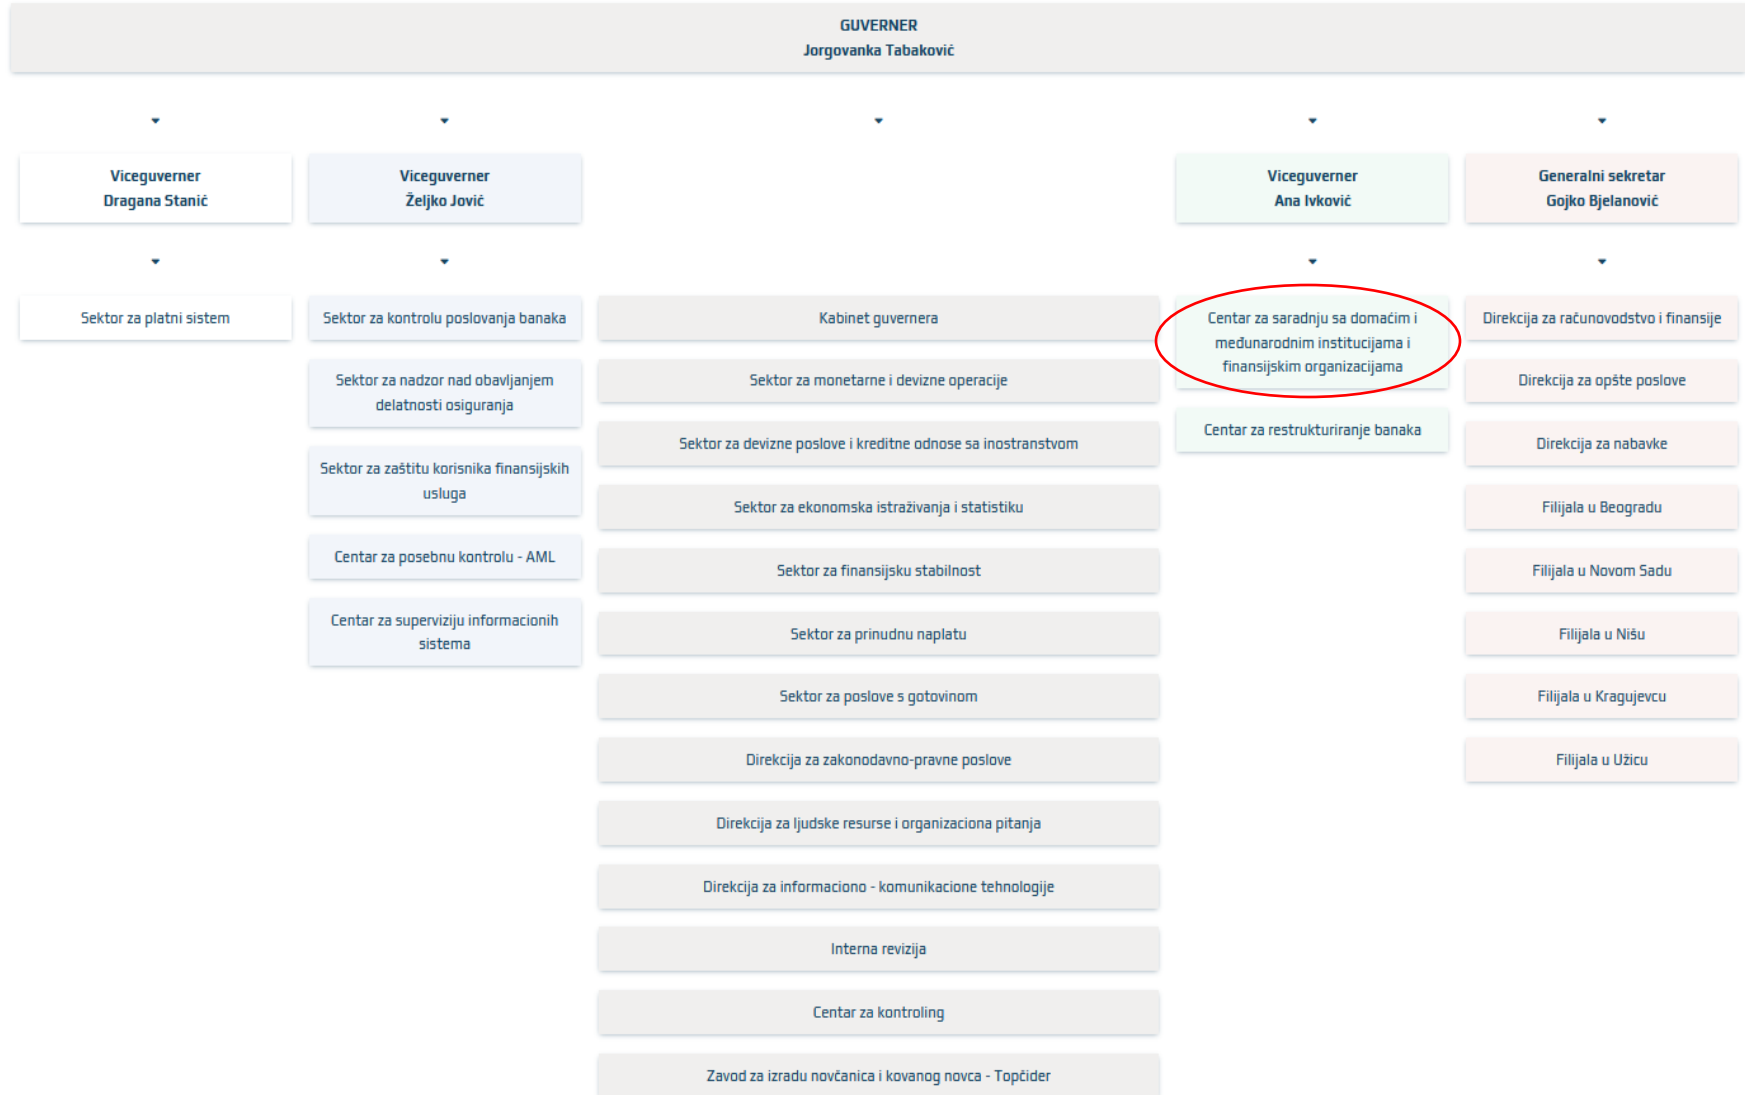 GUVERNER
Jorgovanka Tabaković
Viceguverner
Dragana Stanić
Viceguverner
Željko Jović
Viceguverner
Ana Ivković
Generalni sekretar
Gojko Bjelanović
Sektor za platni sistem
Sektor za kontrolu poslovanja banaka
Sektor za nadzor nad obavljanjem
delatnosti osiguranja
Sektor za zaštitu korisnika finansijskih
usluga
Centar za posebnu kontrolu - AML
Centar za superviziju informacionih
sistema
Kabinet guvernera
Sektor za monetarne i devizne operacije
Sektor za devizne poslove i kreditne odnose sa inostranstvom
Sektor za ekonomska istraživanja i statistiku
Sektor za finansijsku stabilnost
Sektor za prinudnu naplatu
Sektor za poslove s gotovinom
Direkcija za zakonodavno-pravne poslove
Direkcija za ljudske resurse i organizaciona pitanja
Direkcija za informaciono - komunikacione tehnologije
Interna revizija
Centar za kontroling
Zavod za izradu novčanica i kovanog novca - Topčider
Centar za saradnju sa domaćim i
međunarodnim institucijama i
finansijskim organizacijama
Centar za restrukturiranje banaka
Direkcija za računovodstvo i finansije
Direkcija za opšte poslove
Direkcija za nabavke
Filijala u Beogradu
Filijala u Novom Sadu
Filijala u Nišu
Filijala u Kragujevcu
Filijala u Užicu